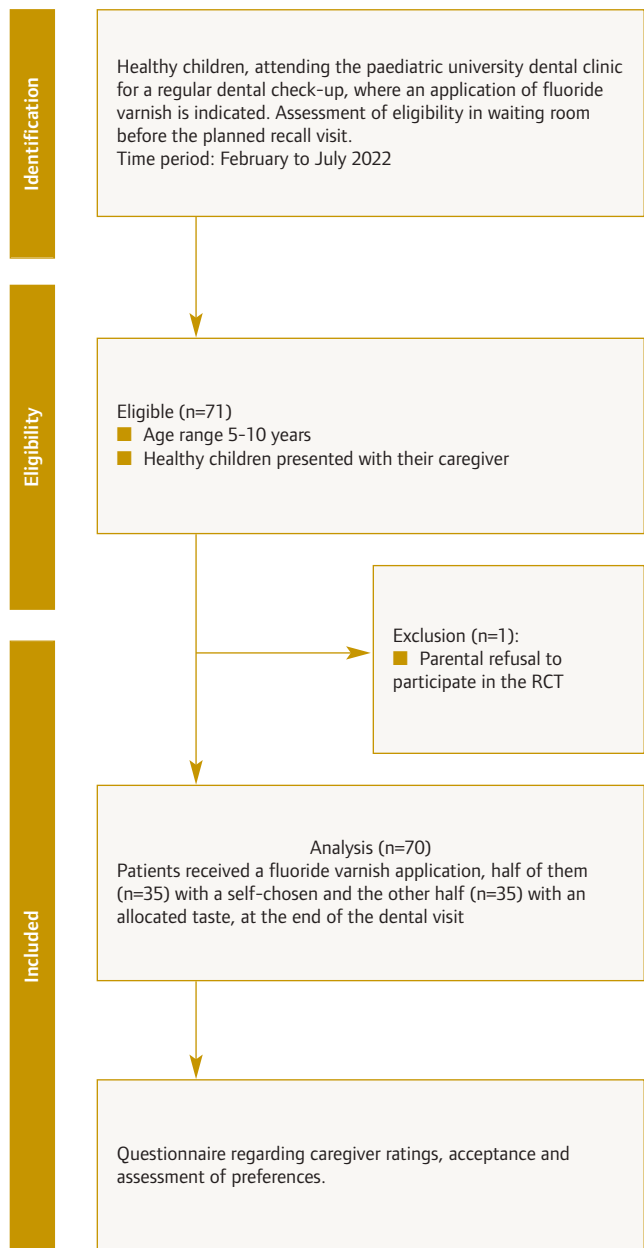 Identification
Healthy children, attending the paediatric university dental clinic
for a regular dental check-up, where an application of fluoride
varnish is indicated. Assessment of eligibility in waiting room
before the planned recall visit.
Time period: February to July 2022
Eligibility
Eligible (n=71)
■ Age range 5-10 years
■ Healthy children presented with their caregiver
Exclusion (n=1):
■ Parental refusal to
participate in the RCT
Included
Analysis (n=70)
Patients received a fluoride varnish application, half of them
(n=35) with a self-chosen and the other half (n=35) with an
allocated taste, at the end of the dental visit
Questionnaire regarding caregiver ratings, acceptance and
assessment of preferences.